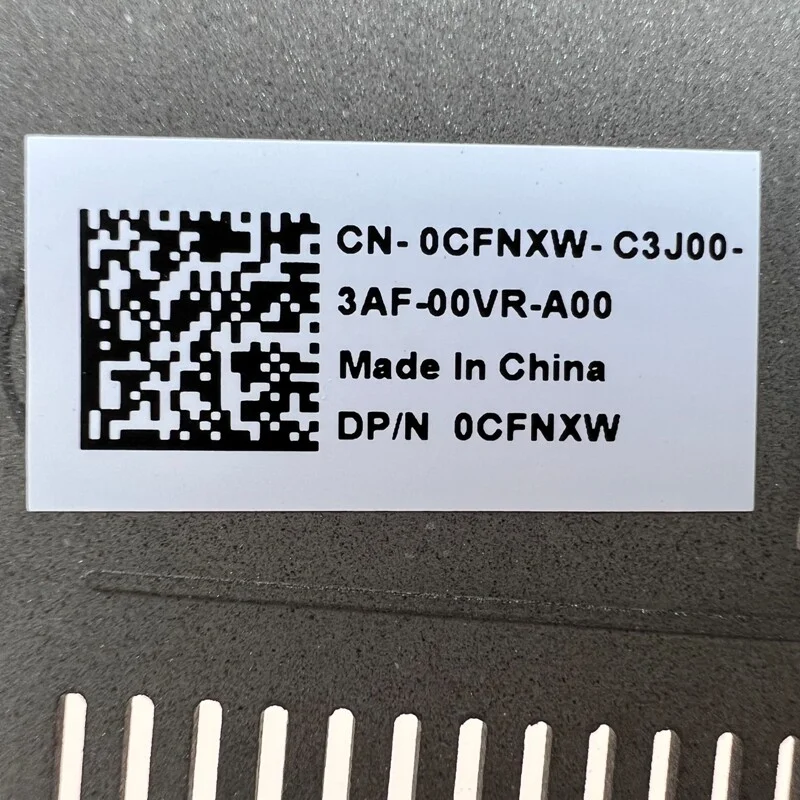 CN- 0CFNXW- C3J00-
3AF-00VR-A00
Made In China
DP/N 0CFNXW